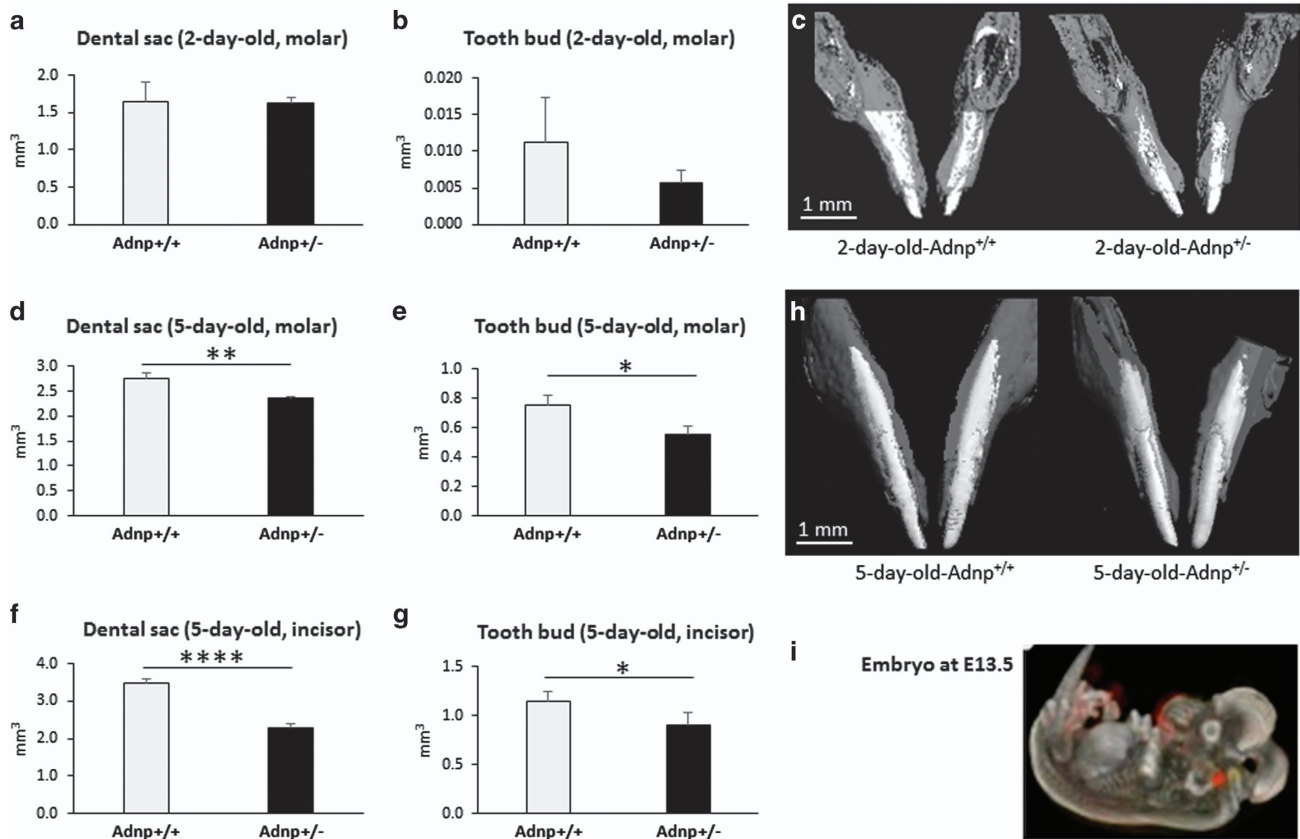 a
Dental sac (2-day-old, molar)
2.0
1.5
1.0
0.5
0.0
mm³
Adnp+/+ Adnp+/-
b
Tooth bud (2-day-old, molar)
0.020
0.015
0.010
0.005
0.000
mm³
Adnp+/+ Adnp+/-
c
1 mm
2-day-old-Adnp⁺/⁺ 2-day-old-Adnp⁺/⁻
d
Dental sac (5-day-old, molar)
**
3.0
2.5
2.0
1.5
1.0
0.5
0.0
mm³
Adnp+/+ Adnp+/-
e
Tooth bud (5-day-old, molar)
*
1.0
0.8
0.6
0.4
0.2
0.0
mm³
Adnp+/+ Adnp+/-
h
1 mm
5-day-old-Adnp⁺/⁺ 5-day-old-Adnp⁺/⁻
f
Dental sac (5-day-old, incisor)
****
4.0
3.0
2.0
1.0
0.0
mm³
Adnp+/+ Adnp+/-
g
Tooth bud (5-day-old, incisor)
*
1.5
1.0
0.5
0.0
mm³
Adnp+/+ Adnp+/-
i
Embryo at E13.5